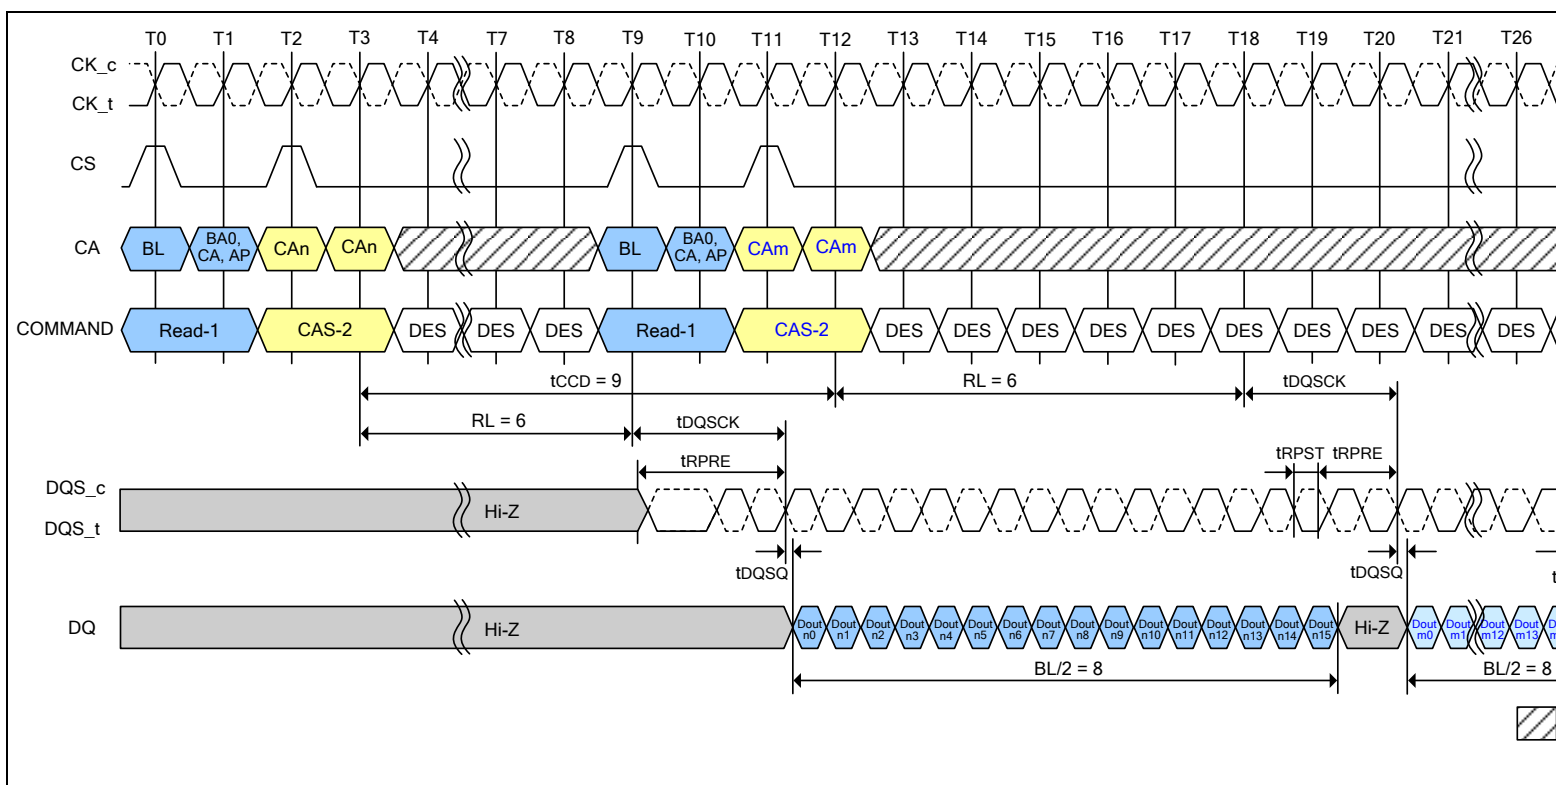 T0 T1 T2 T3 T4 T7 T8 T9 T10 T11 T12 T13 T14 T15 T16 T17 T18 T19 T20 T21 T26
CK_c
CK_t
CS
CA BL BA0, CA, AP CAn CAn BL BA0, CA, AP CAm CAm
COMMAND Read-1 CAS-2 DES DES DES Read-1 CAS-2 DES DES DES DES DES DES DES DES DES DES
tCCD = 9 RL = 6 tDQSCK
RL = 6 tDQSCK
tRPRE tRPST tRPRE
DQS_c
Hi-Z
DQS_t
tDQSQ tDQSQ t
DQ Hi-Z Dout n0 Dout n1 Dout n2 Dout n3 Dout n4 Dout n5 Dout n6 Dout n7 Dout n8 Dout n9 Dout n10 Dout n11 Dout n12 Dout n13 Dout n14 Dout n15 Hi-Z Dout m0 Dout m1 Dout m12 Dout m13
BL/2 = 8 BL/2 = 8